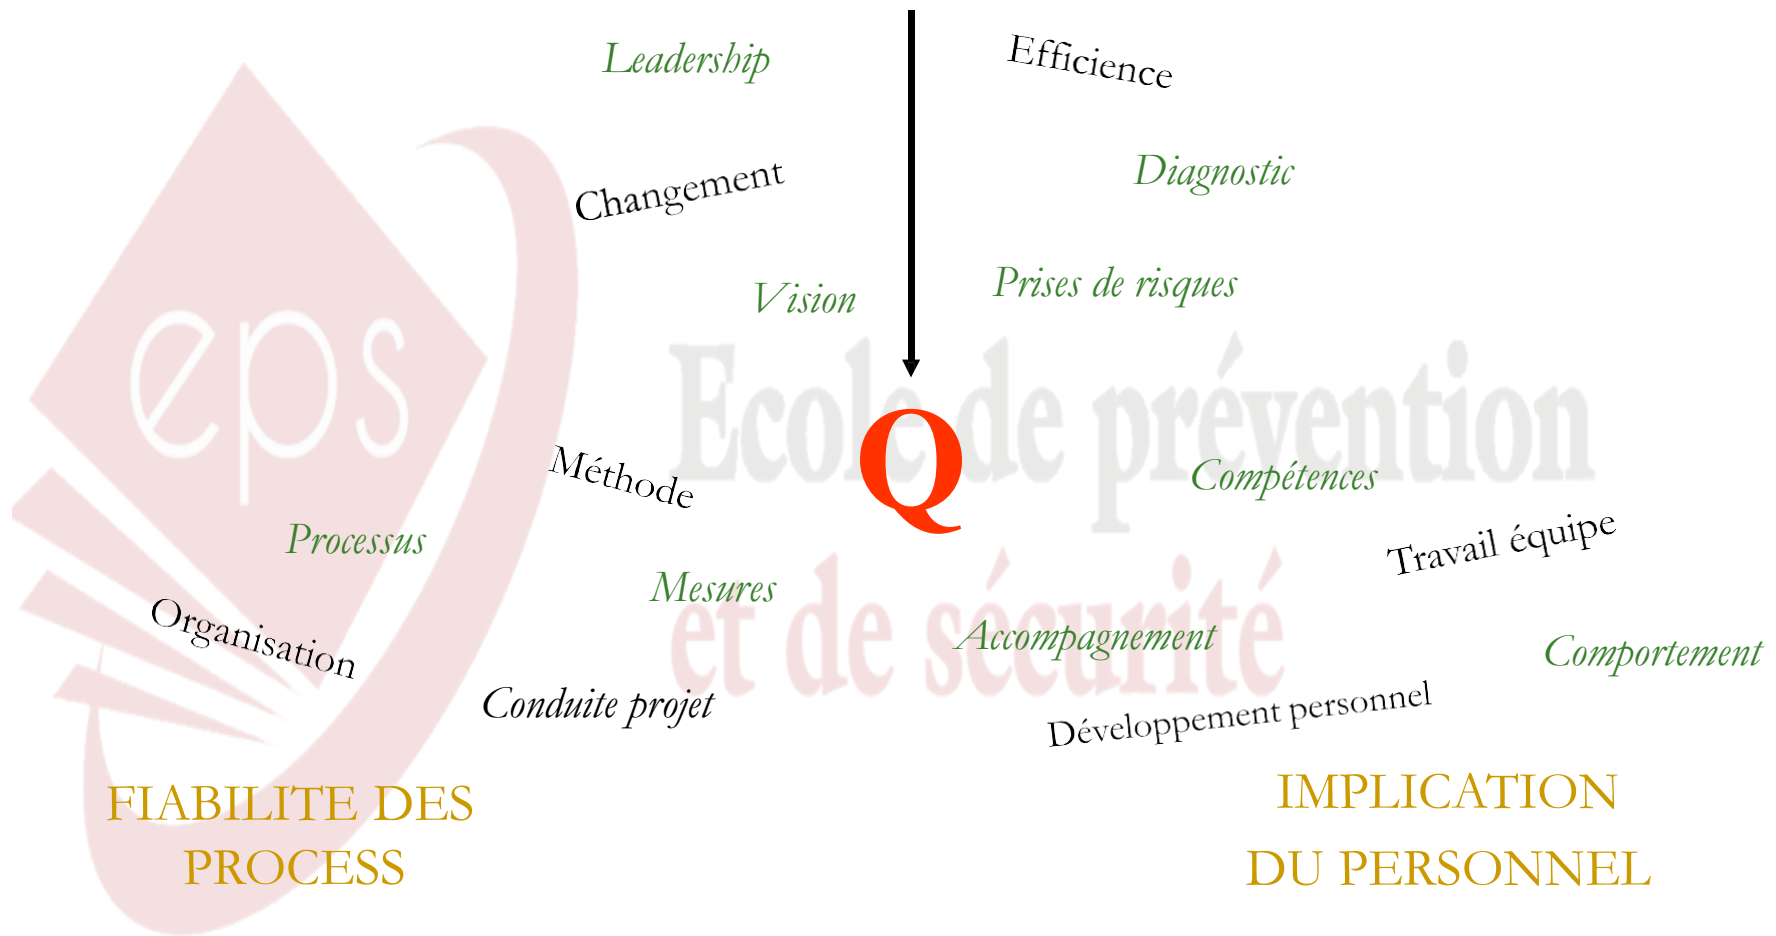 Leadership
Efficience
Diagnostic
Changement
Prises de risques
Vision
eps
Ecole de prévention
Q
Méthode
Compétences
Travail équipe
Processus
Mesures
et de sécurité
Organisation
Accompagnement
Comportement
Conduite projet
Développement personnel
FIABILITE DES
PROCESS
IMPLICATION
DU PERSONNEL